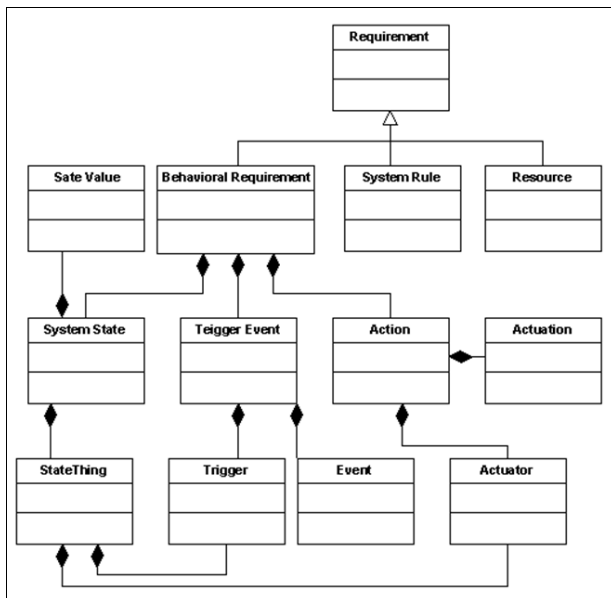 Requirement
Sate Value
Behavioral Requirement
System Rule
Resource
System State
Teigger Event
Action
Actuation
StateThing
Trigger
Event
Actuator